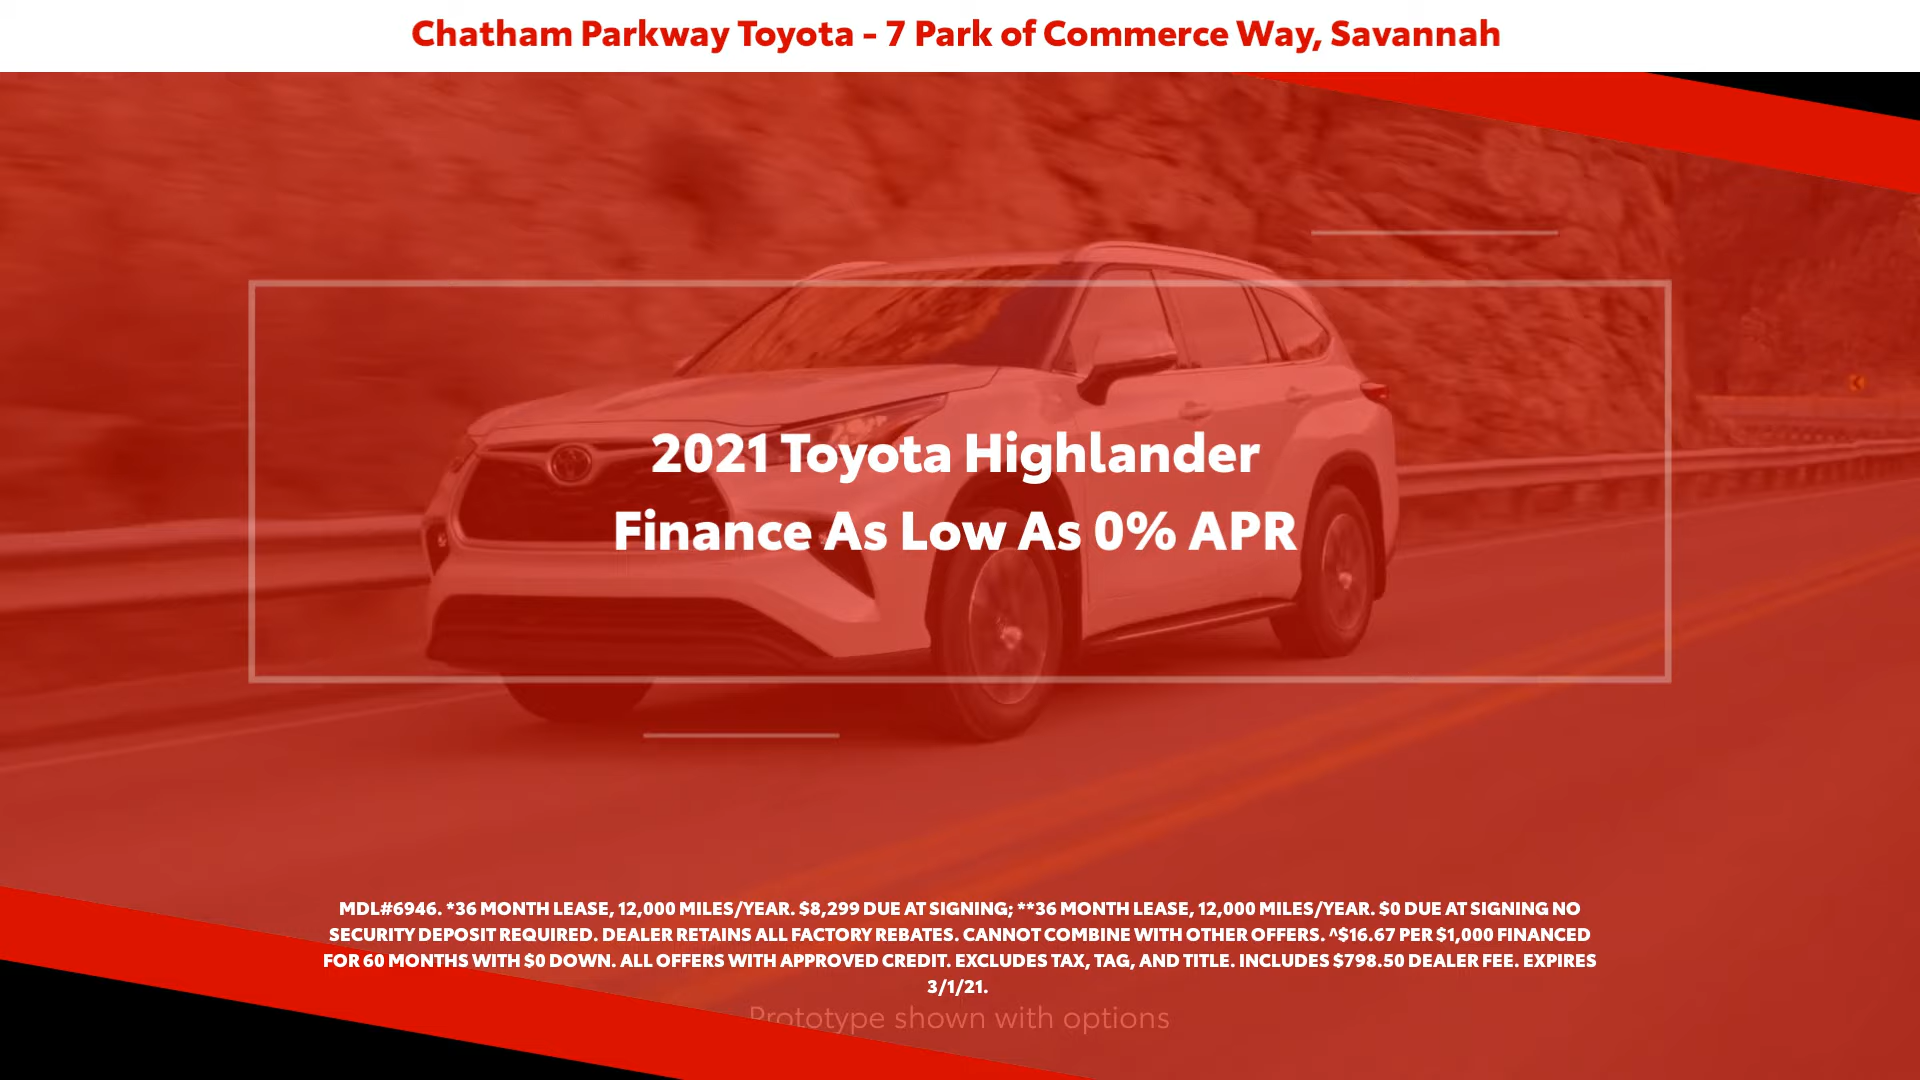 Chatham Parkway Toyota - 7 Park of Commerce Way, Savannah
2021 Toyota Highlander
Finance As Low As 0% APR
MDL#6946. *36 MONTH LEASE, 12,000 MILES/YEAR. $8,299 DUE AT SIGNING; **36 MONTH LEASE, 12,000 MILES/YEAR. $0 DUE AT SIGNING NO
SECURITY DEPOSIT REQUIRED. DEALER RETAINS ALL FACTORY REBATES. CANNOT COMBINE WITH OTHER OFFERS. ^$16.67 PER $1,000 FINANCED
FOR 60 MONTHS WITH $0 DOWN. ALL OFFERS WITH APPROVED CREDIT. EXCLUDES TAX, TAG, AND TITLE. INCLUDES $798.50 DEALER FEE. EXPIRES
3/1/21.
Prototype shown with options